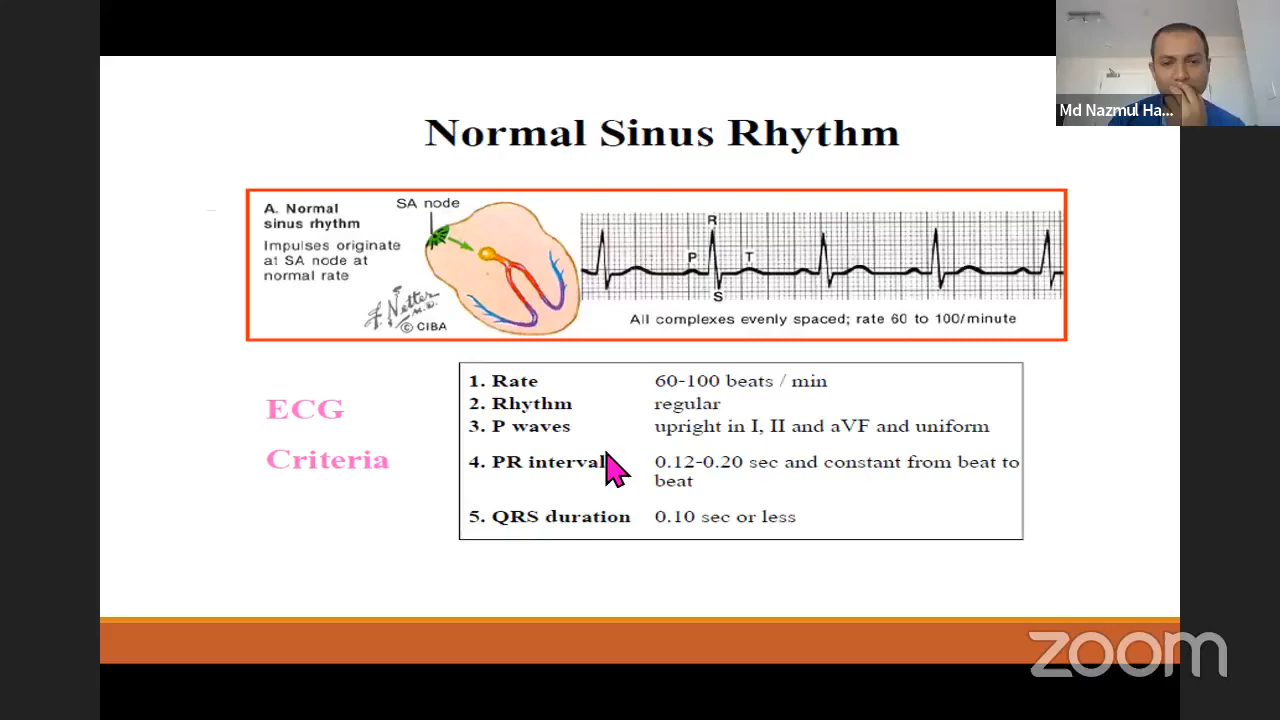 Md Nazmul Ha...
Normal Sinus Rhythm
A. Normal
sinus rhythm
Impulses originate
at SA node at
normal rate
SA node
F. Netter
M.D.
© CIBA
R
P
T
S
All complexes evenly spaced; rate 60 to 100/minute
ECG
Criteria
1. Rate 60-100 beats / min
2. Rhythm regular
3. P waves upright in I, II and aVF and uniform
4. PR interval 0.12-0.20 sec and constant from beat to
beat
5. QRS duration 0.10 sec or less
zoom